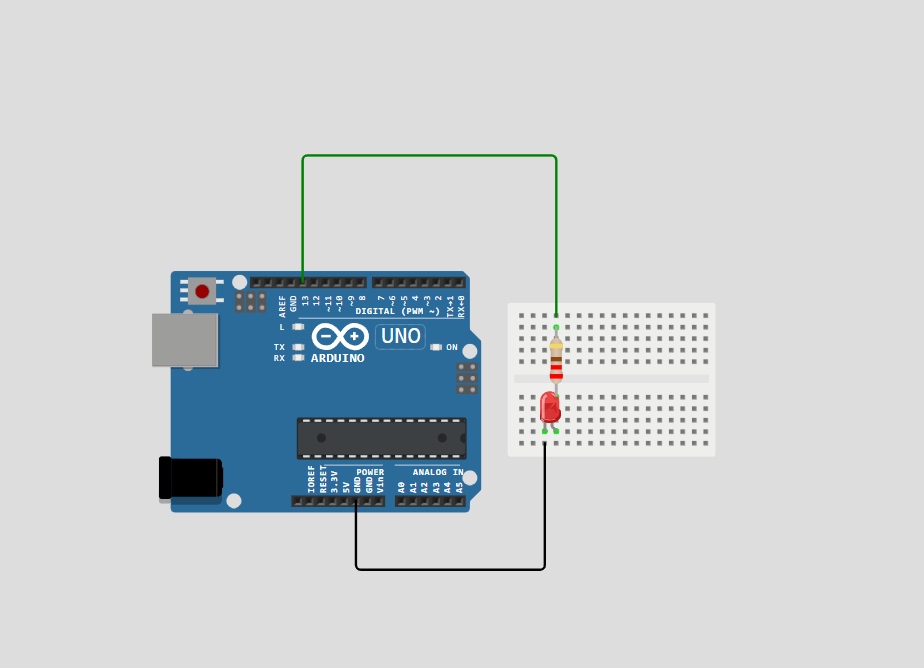 AREF
GND
13
12
~11
~10
~9
8
7
~6
~5
4
~3
2
TX→1
RX←0
DIGITAL (PWM ~)
L
TX
RX
UNO
ON
ARDUINO
IOREF
RESET
3.3V
5V
GND
GND
Vin
POWER
ANALOG IN
A0
A1
A2
A3
A4
A5